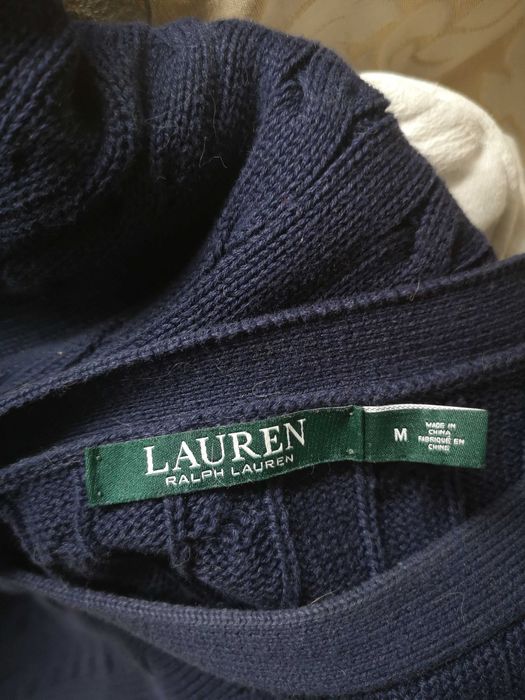 LAUREN
RALPH LAUREN
M
MADE IN
CHINA
FABRIQUÉ EN
CHINE